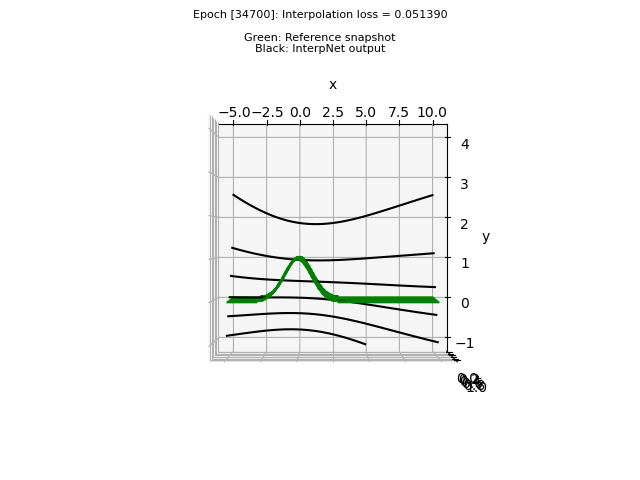 Epoch [34700]: Interpolation loss = 0.051390
Green: Reference snapshot
Black: InterpNet output
x
−5.0 −2.5 0.0 2.5 5.0 7.5 10.0
4
3
2
y
1
0
−1